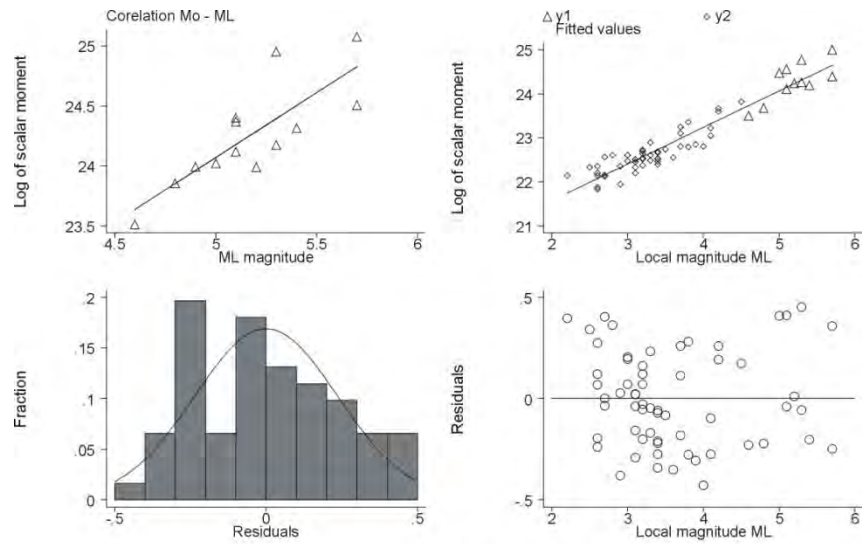 Corelation Mo - ML
Log of scalar moment
25
24.5
24
23.5
4.5 5 5.5 6
ML magnitude
y1 y2
Fitted values
Log of scalar moment
25
24
23
22
21
2 3 4 5 6
Local magnitude ML
Fraction
.2
.15
.1
.05
0
-.5 0 .5
Residuals
Residuals
.5
0
-.5
2 3 4 5 6
Local magnitude ML